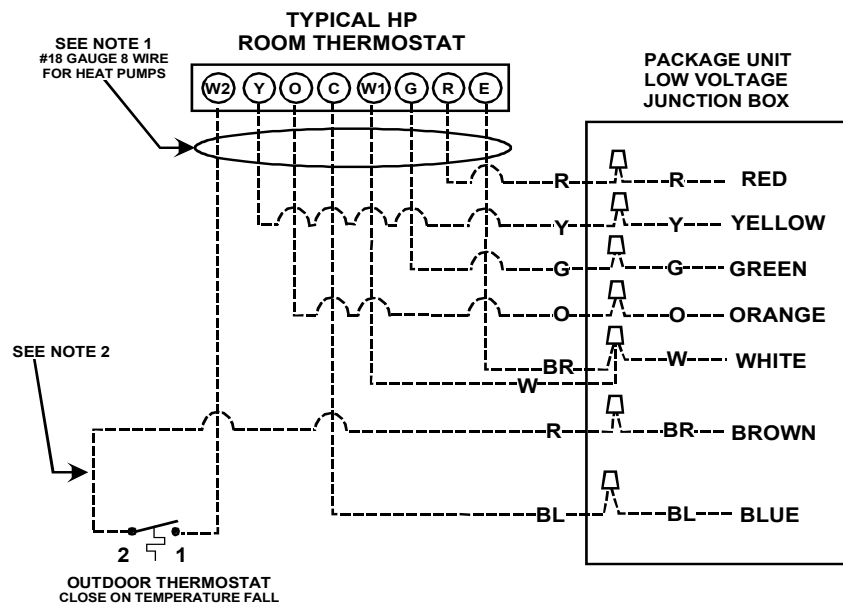 TYPICAL HP
ROOM THERMOSTAT
SEE NOTE 1
#18 GAUGE 8 WIRE
FOR HEAT PUMPS
W2 Y O C W1 G R E
PACKAGE UNIT
LOW VOLTAGE
JUNCTION BOX
R R RED
Y Y YELLOW
G G GREEN
O O ORANGE
BR W WHITE
W
SEE NOTE 2
R BR BROWN
BL BL BLUE
2 1
OUTDOOR THERMOSTAT
CLOSE ON TEMPERATURE FALL